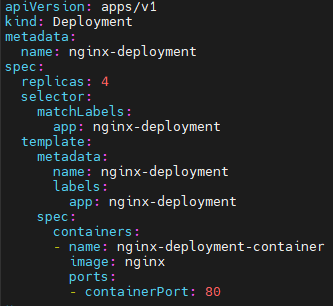 apiVersion: apps/v1
kind: Deployment
metadata:
  name: nginx-deployment
spec:
  replicas: 4
  selector:
    matchLabels:
      app: nginx-deployment
  template:
    metadata:
      name: nginx-deployment
      labels:
        app: nginx-deployment
    spec:
      containers:
      - name: nginx-deployment-container
        image: nginx
        ports:
        - containerPort: 80